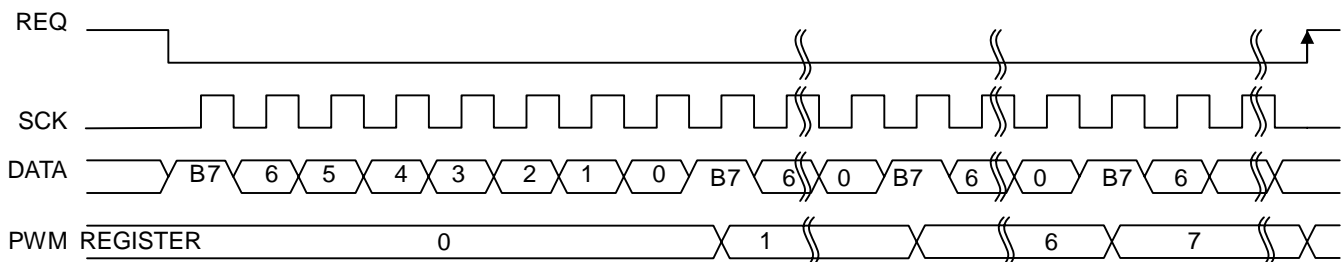 REQ
SCK
DATA B7 6 5 4 3 2 1 0 B7 6 0 B7 6 0 B7 6
PWM REGISTER 0 1 6 7